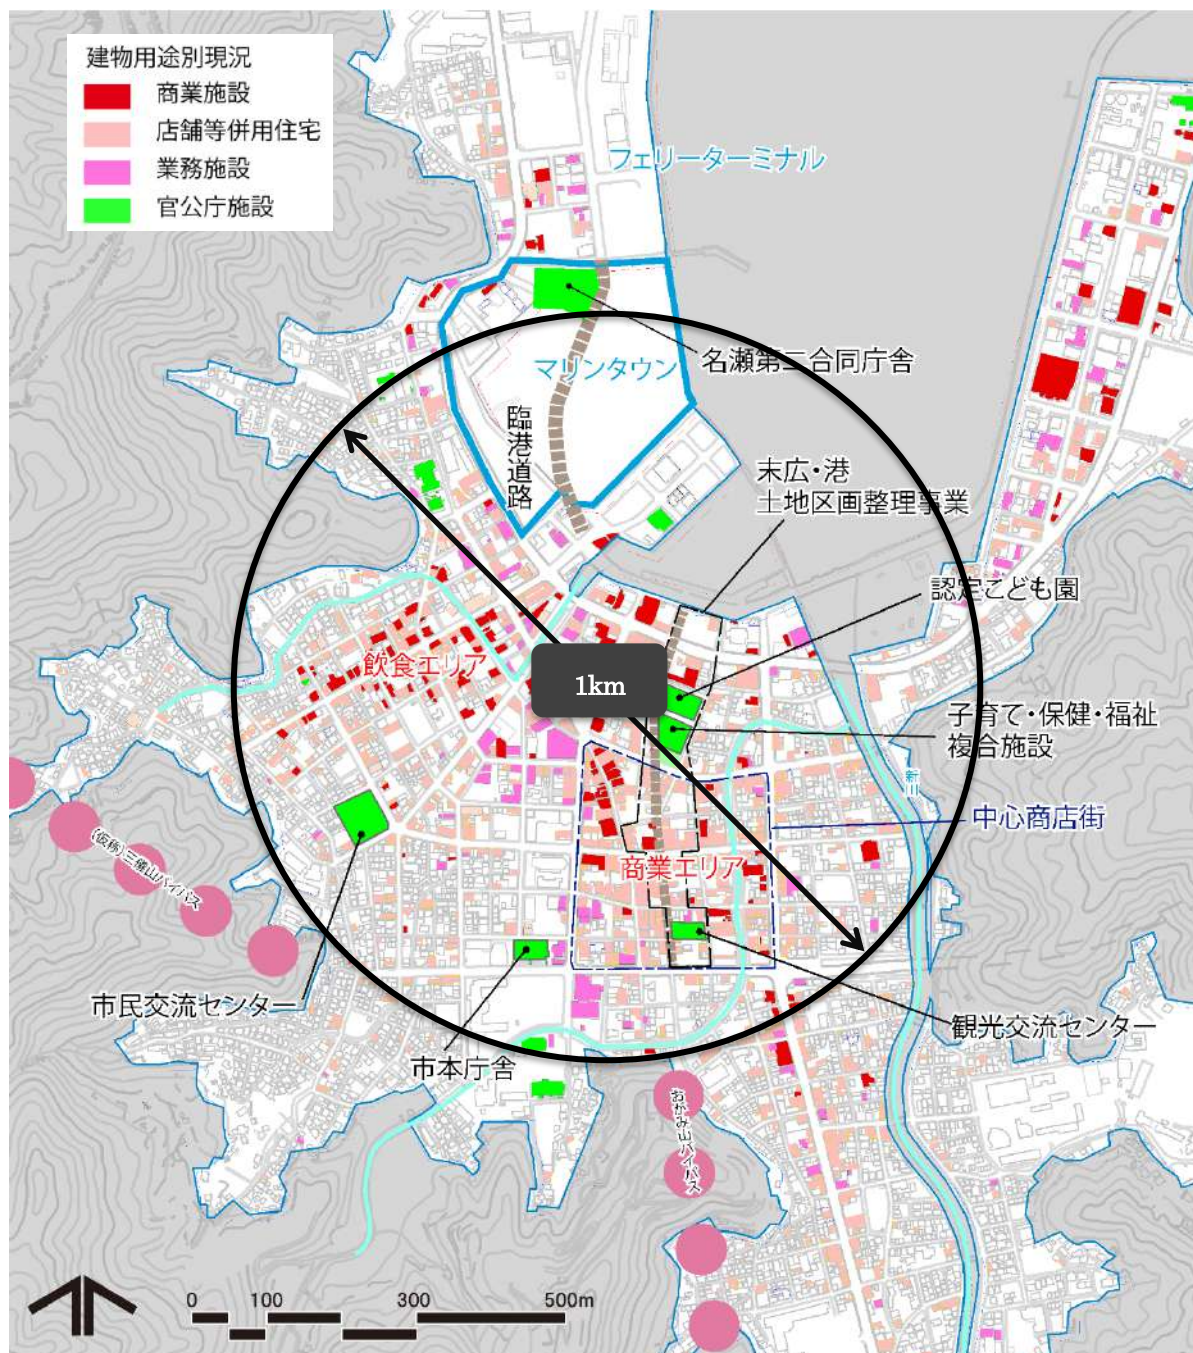 建物用途別現況
商業施設
店舗等併用住宅
業務施設
官公庁施設
フェリーターミナル
名瀬第二合同庁舎
マリンタウン
臨港道路
末広・港
土地区画整理事業
認定こども園
飲食エリア
1km
子育て・保健・福祉
複合施設
新川
中心商店街
(仮称)三儀山バイパス
商業エリア
市民交流センター
観光交流センター
市本庁舎
おがみ山バイパス
0 100 300 500m